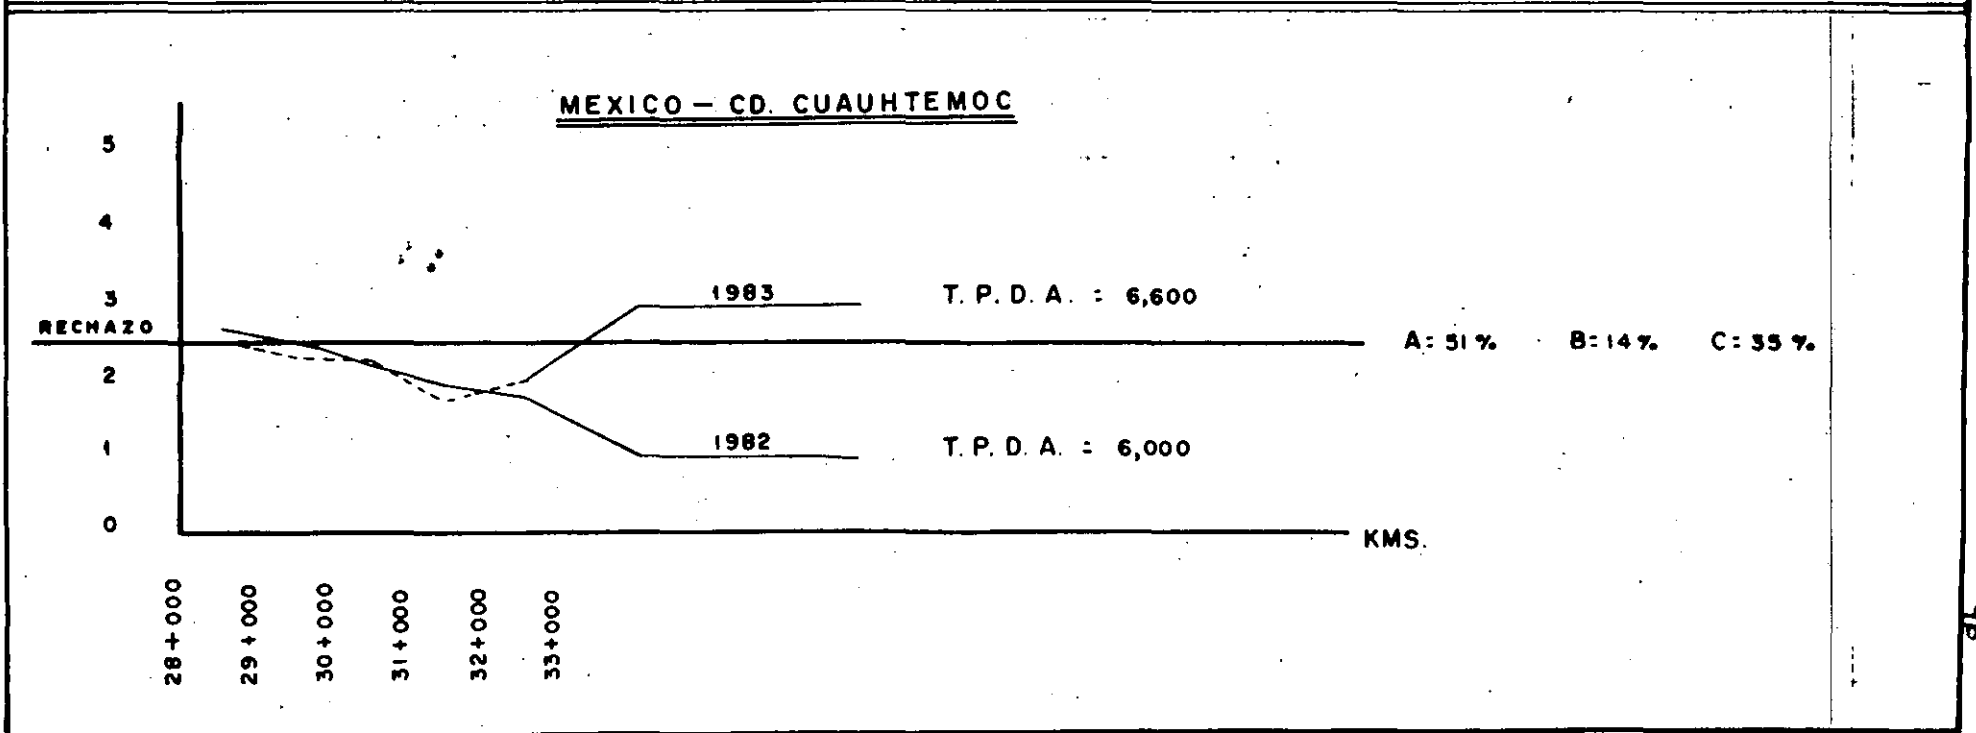 MEXICO — CD. CUAUHTEMOC
5
4
3
1983 T. P. D. A. : 6,600
RECHAZO
A: 51 % B: 14 % C: 35 %
2
1
1982 T. P. D. A. : 6,000
0
KMS.
28+000
29+000
30+000
31+000
32+000
33+000